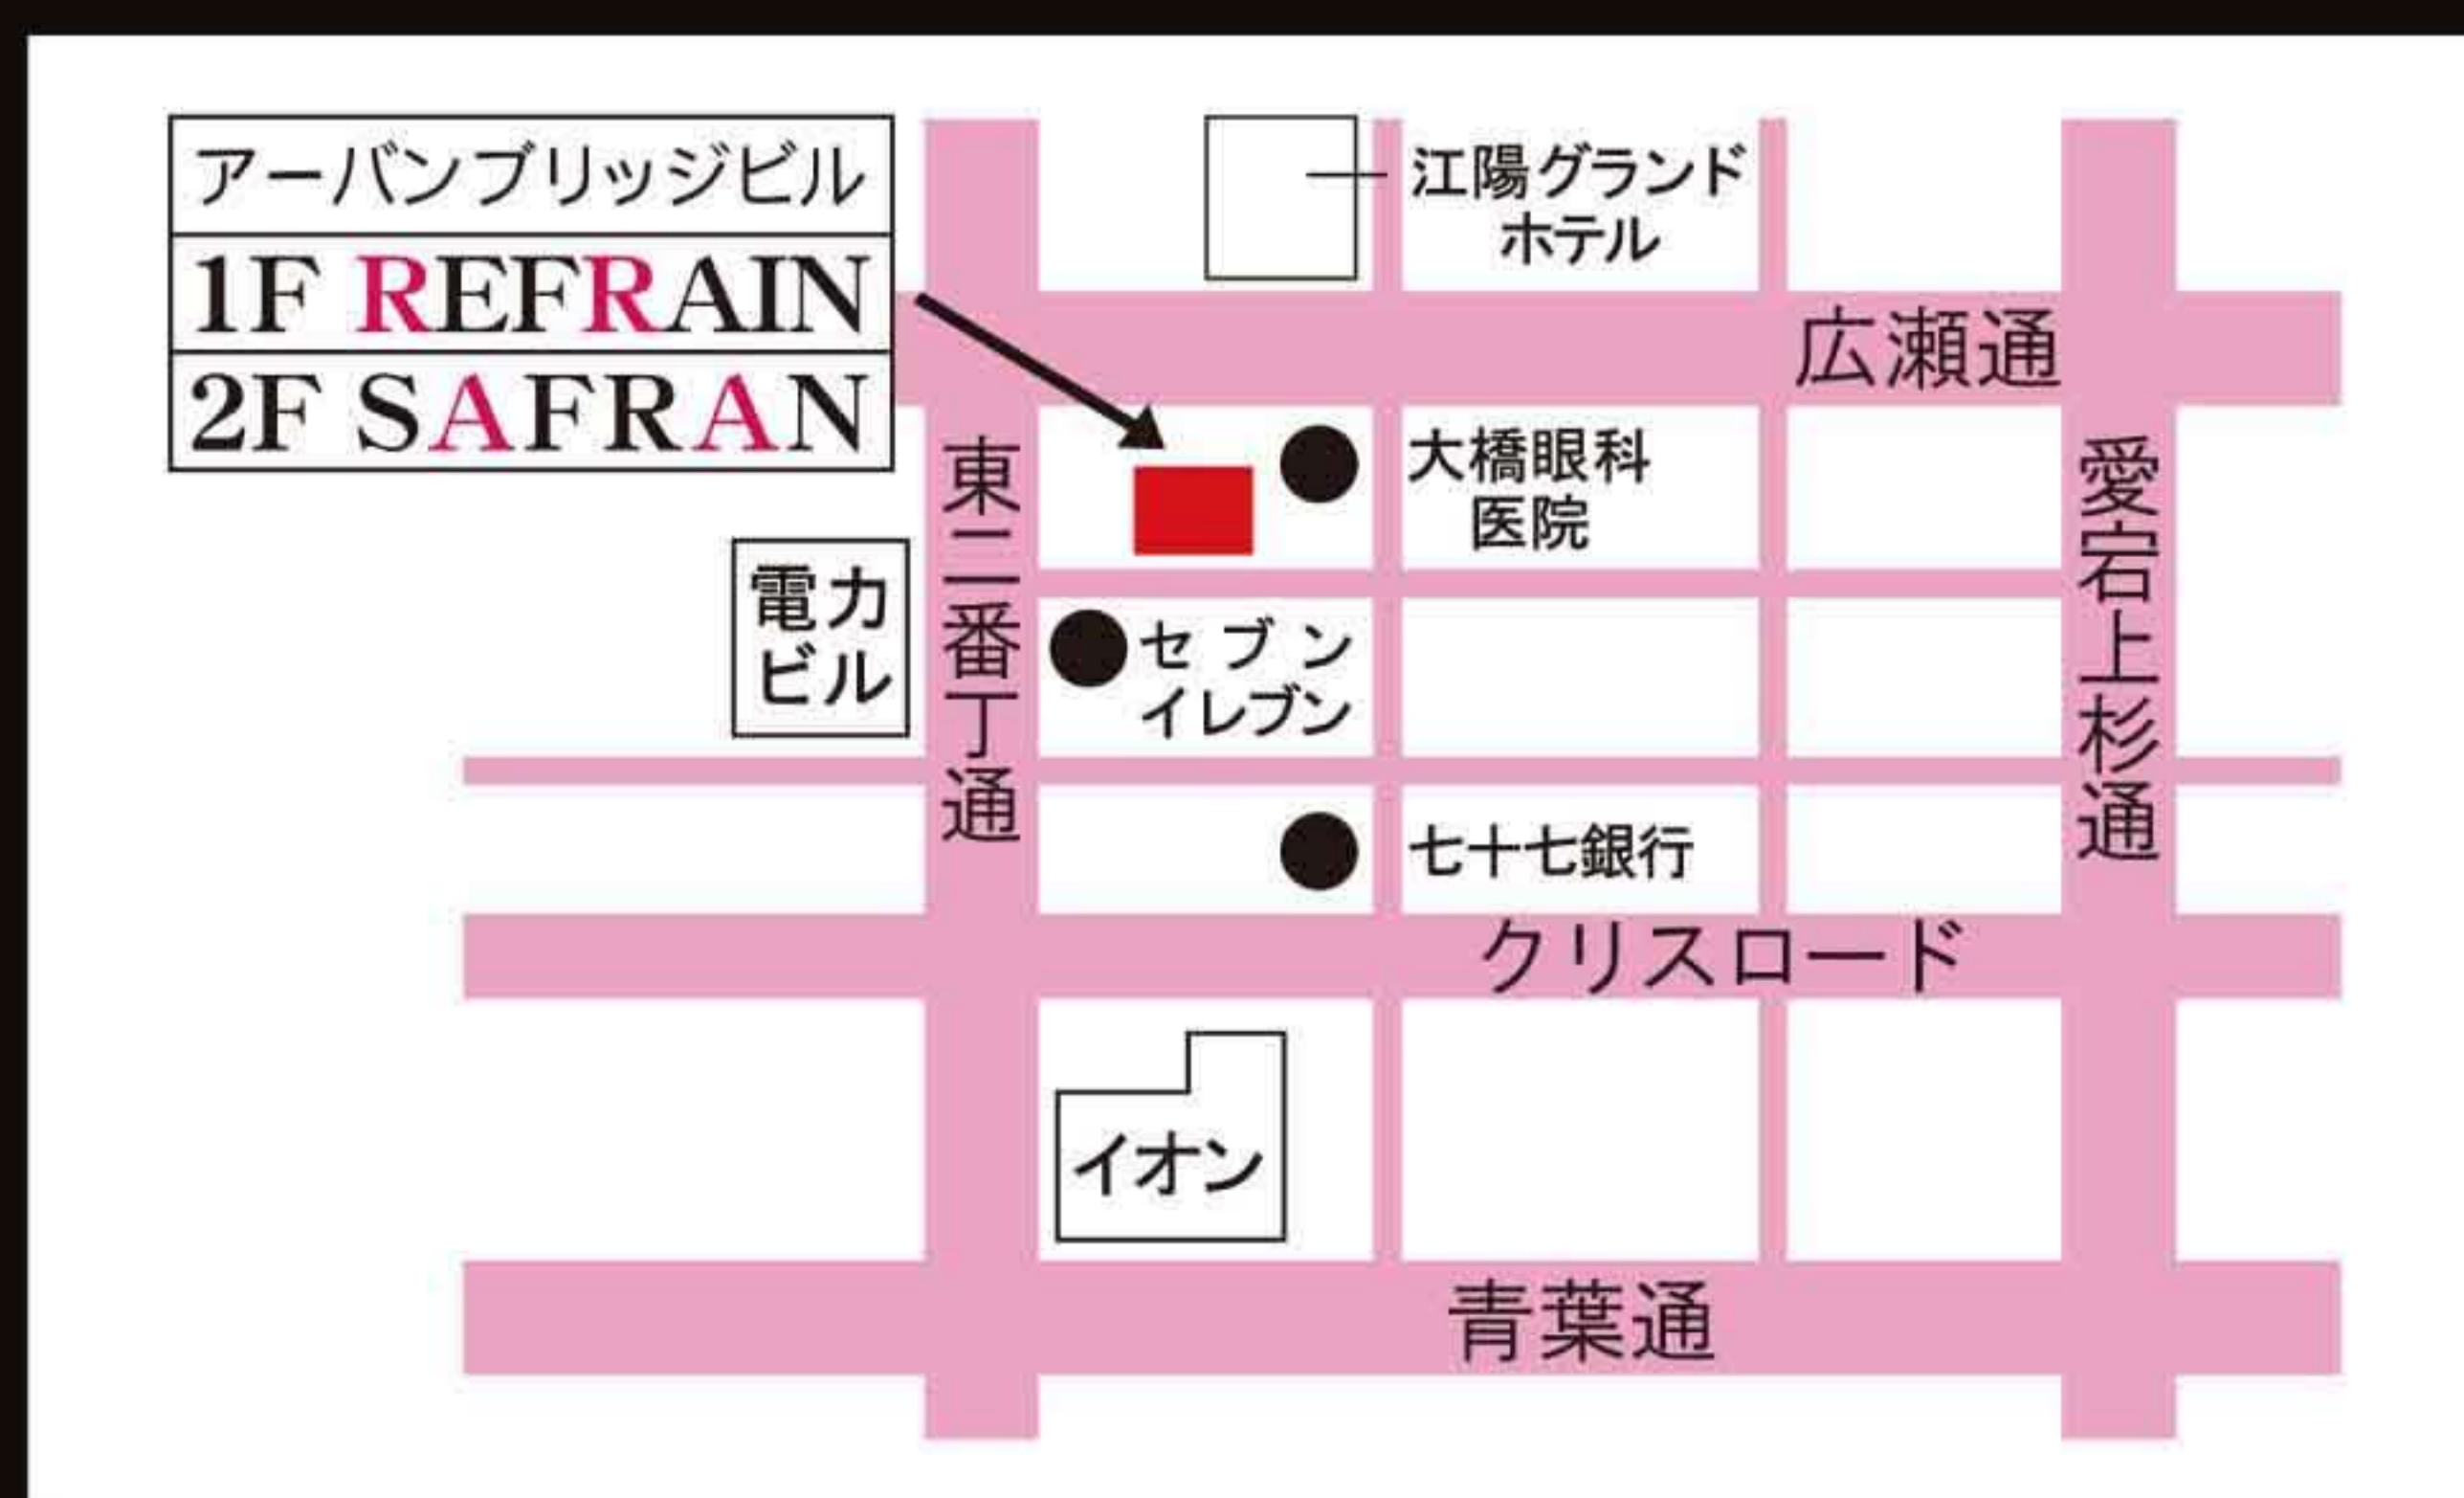 アーバンブリッジビル
1F REFRAIN
2F SAFRAN
江陽グランド
ホテル
広瀬通
大橋眼科
医院
東二番丁通
愛宕上杉通
電力
ビル
セブン
イレブン
七十七銀行
クリスロード
イオン
青葉通